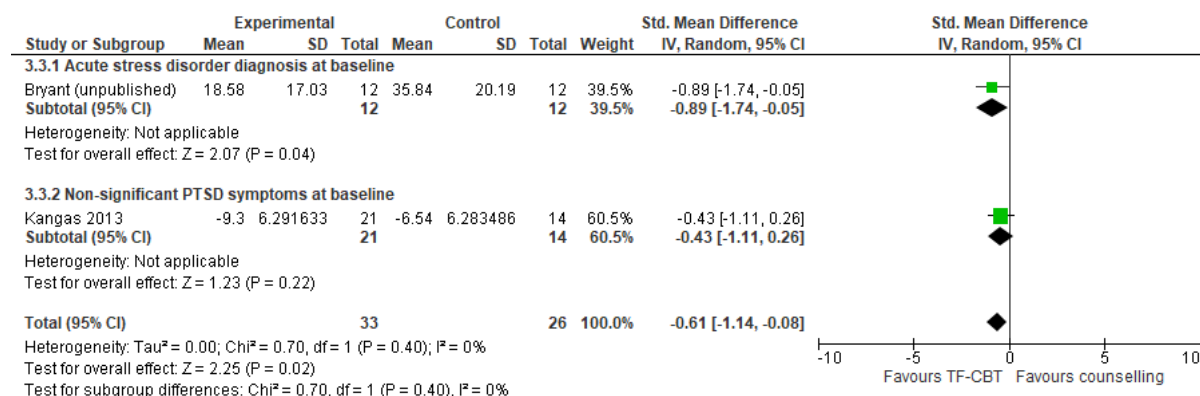 Experimental Control Std. Mean Difference Std. Mean Difference
Study or Subgroup Mean SD Total Mean SD Total Weight IV, Random, 95% CI IV, Random, 95% CI
3.3.1 Acute stress disorder diagnosis at baseline
Bryant (unpublished) 18.58 17.03 12 35.84 20.19 12 39.5% -0.89 [-1.74, -0.05]
Subtotal (95% CI) 12 12 39.5% -0.89 [-1.74, -0.05]
Heterogeneity: Not applicable
Test for overall effect: Z = 2.07 (P = 0.04)
3.3.2 Non-significant PTSD symptoms at baseline
Kangas 2013 -9.3 6.291633 21 -6.54 6.283486 14 60.5% -0.43 [-1.11, 0.26]
Subtotal (95% CI) 21 14 60.5% -0.43 [-1.11, 0.26]
Heterogeneity: Not applicable
Test for overall effect: Z = 1.23 (P = 0.22)
Total (95% CI) 33 26 100.0% -0.61 [-1.14, -0.08]
Heterogeneity: Tau² = 0.00; Chi² = 0.70, df = 1 (P = 0.40); I² = 0%
Test for overall effect: Z = 2.25 (P = 0.02)
Test for subgroup differences: Chi² = 0.70, df = 1 (P = 0.40), I² = 0%
-10 -5 0 5 10
Favours TF-CBT Favours counselling